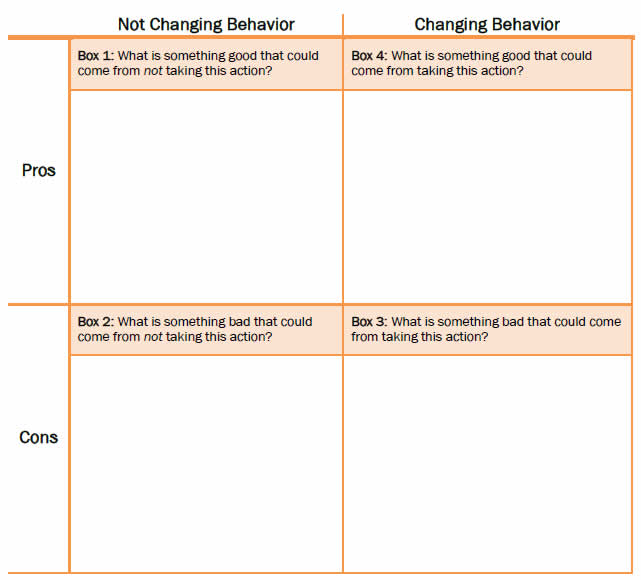 Not Changing Behavior
Changing Behavior
Box 1: What is something good that could
come from not taking this action?
Box 4: What is something good that could
come from taking this action?
Pros
Box 2: What is something bad that could
come from not taking this action?
Box 3: What is something bad that could come
from taking this action?
Cons